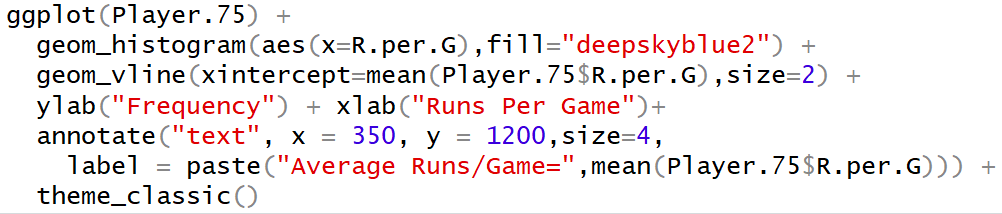 ggplot(Player.75) +
  geom_histogram(aes(x=R.per.G),fill="deepskyblue2") +
  geom_vline(xintercept=mean(Player.75$R.per.G),size=2) +
  ylab("Frequency") + xlab("Runs Per Game")+
  annotate("text", x = 350, y = 1200,size=4,
    label = paste("Average Runs/Game=",mean(Player.75$R.per.G))) +
  theme_classic()